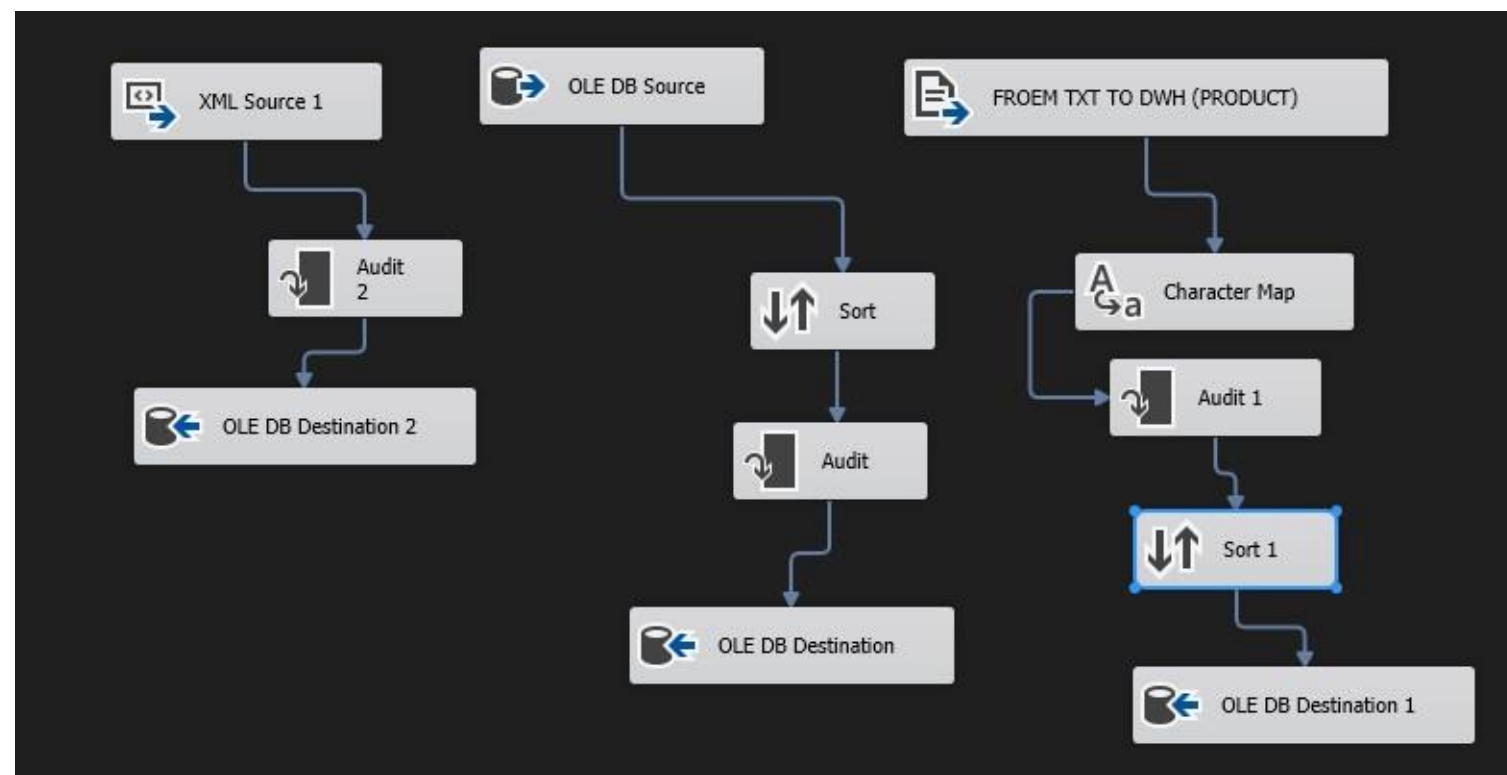 XML Source 1
OLE DB Source
FROEM TXT TO DWH (PRODUCT)
Audit
2
Sort
A
a
Character Map
Audit 1
OLE DB Destination 2
Audit
Sort 1
OLE DB Destination
OLE DB Destination 1